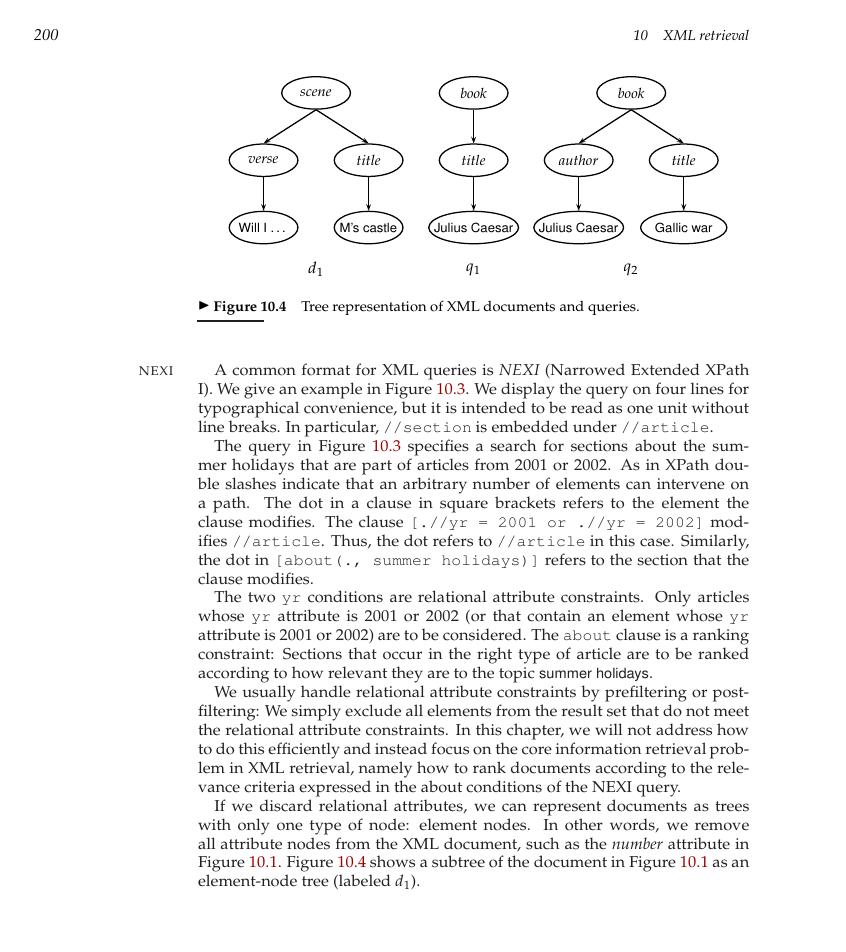 200
10 XML retrieval
scene book book
verse title title author title
Will I . . . M's castle Julius Caesar Julius Caesar Gallic war
d1 q1 q2
► Figure 10.4 Tree representation of XML documents and queries.
NEXI
A common format for XML queries is NEXI (Narrowed Extended XPath
I). We give an example in Figure 10.3. We display the query on four lines for
typographical convenience, but it is intended to be read as one unit without
line breaks. In particular, //section is embedded under //article.
The query in Figure 10.3 specifies a search for sections about the sum-
mer holidays that are part of articles from 2001 or 2002. As in XPath dou-
ble slashes indicate that an arbitrary number of elements can intervene on
a path. The dot in a clause in square brackets refers to the element the
clause modifies. The clause [.//yr = 2001 or .//yr = 2002] mod-
ifies //article. Thus, the dot refers to //article in this case. Similarly,
the dot in [about(., summer holidays)] refers to the section that the
clause modifies.
The two yr conditions are relational attribute constraints. Only articles
whose yr attribute is 2001 or 2002 (or that contain an element whose yr
attribute is 2001 or 2002) are to be considered. The about clause is a ranking
constraint: Sections that occur in the right type of article are to be ranked
according to how relevant they are to the topic summer holidays.
We usually handle relational attribute constraints by prefiltering or post-
filtering: We simply exclude all elements from the result set that do not meet
the relational attribute constraints. In this chapter, we will not address how
to do this efficiently and instead focus on the core information retrieval prob-
lem in XML retrieval, namely how to rank documents according to the rele-
vance criteria expressed in the about conditions of the NEXI query.
If we discard relational attributes, we can represent documents as trees
with only one type of node: element nodes. In other words, we remove
all attribute nodes from the XML document, such as the number attribute in
Figure 10.1. Figure 10.4 shows a subtree of the document in Figure 10.1 as an
element-node tree (labeled d1).